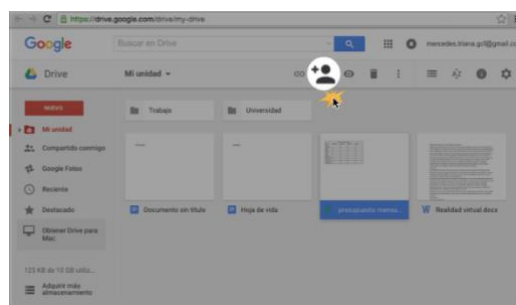 https://drive.google.com/drive/my-drive
Google
Buscar en Drive
Drive
Mi unidad
NUEVO
Mi unidad
Compartido conmigo
Google Fotos
Reciente
Destacado
Obtener Drive para
Mac
Adquirir más
almacenamiento
Trabajo
Universidad
Documento sin título
Hoja de vida
presupuesto
Realidad virtual.docx